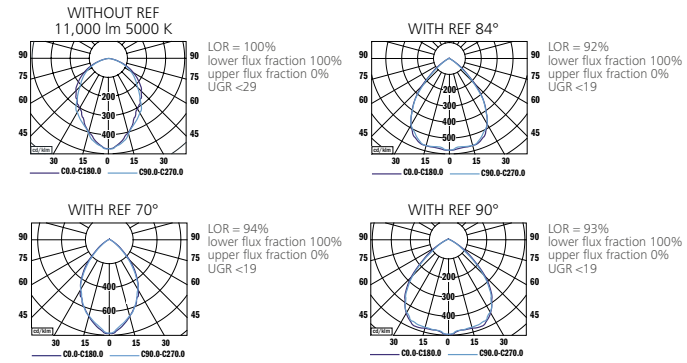 WITHOUT REF
11,000 lm 5000 K
90 90
75 75
60 60
45 45
200
300
400
cd/klm
30 15 0 15 30
C0.0-C180.0 C90.0-C270.0
LOR = 100%
lower flux fraction 100%
upper flux fraction 0%
UGR <29
WITH REF 84°
90 90
75 75
60 60
45 45
200
300
400
500
cd/klm
30 15 0 15 30
C0.0-C180.0 C90.0-C270.0
LOR = 92%
lower flux fraction 100%
upper flux fraction 0%
UGR <19
WITH REF 70°
90 90
75 75
60 60
45 45
400
600
cd/klm
30 15 0 15 30
C0.0-C180.0 C90.0-C270.0
LOR = 94%
lower flux fraction 100%
upper flux fraction 0%
UGR <19
WITH REF 90°
90 90
75 75
60 60
45 45
200
300
400
cd/klm
30 15 0 15 30
C0.0-C180.0 C90.0-C270.0
LOR = 93%
lower flux fraction 100%
upper flux fraction 0%
UGR <19